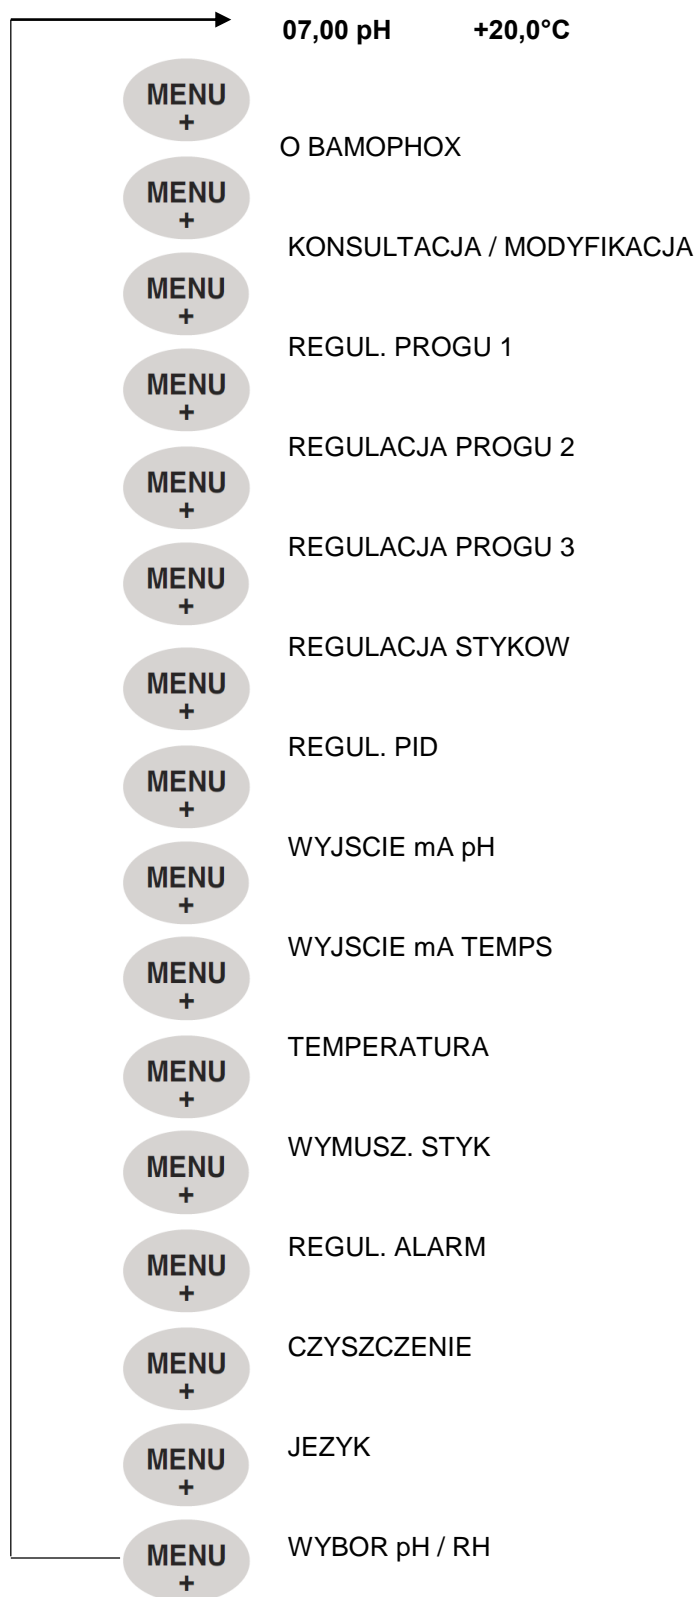 07,00 pH +20,0°C
MENU
+
O BAMOPHOX
MENU
+
KONSULTACJA / MODYFIKACJA
MENU
+
REGUL. PROGU 1
MENU
+
REGULACJA PROGU 2
MENU
+
REGULACJA PROGU 3
MENU
+
REGULACJA STYKOW
MENU
+
REGUL. PID
MENU
+
WYJSCIE mA pH
MENU
+
WYJSCIE mA TEMPS
MENU
+
TEMPERATURA
MENU
+
WYMUSZ. STYK
MENU
+
REGUL. ALARM
MENU
+
CZYSZCZENIE
MENU
+
JEZYK
MENU
+
WYBOR pH / RH
MENU
+